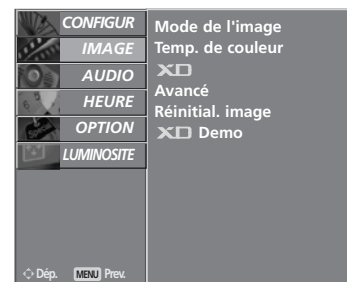 CONFIGUR
IMAGE
AUDIO
HEURE
OPTION
LUMINOSITE
Mode de l'image
Temp. de couleur
XD
Avancé
Réinitial. image
XD Demo
Dép. MENU Prev.